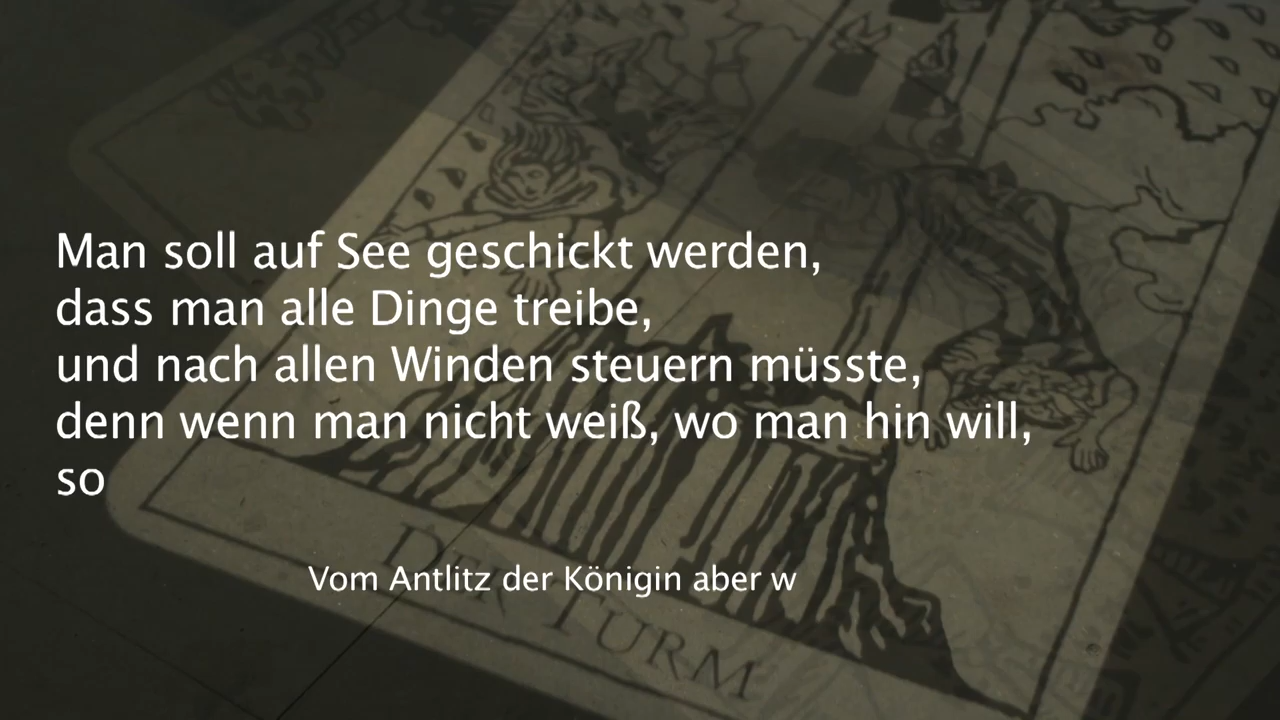 Man soll auf See geschickt werden,
dass man alle Dinge treibe,
und nach allen Winden steuern müsste,
denn wenn man nicht weiß, wo man hin will,
so
Vom Antlitz der Königin aber w
DER TURM